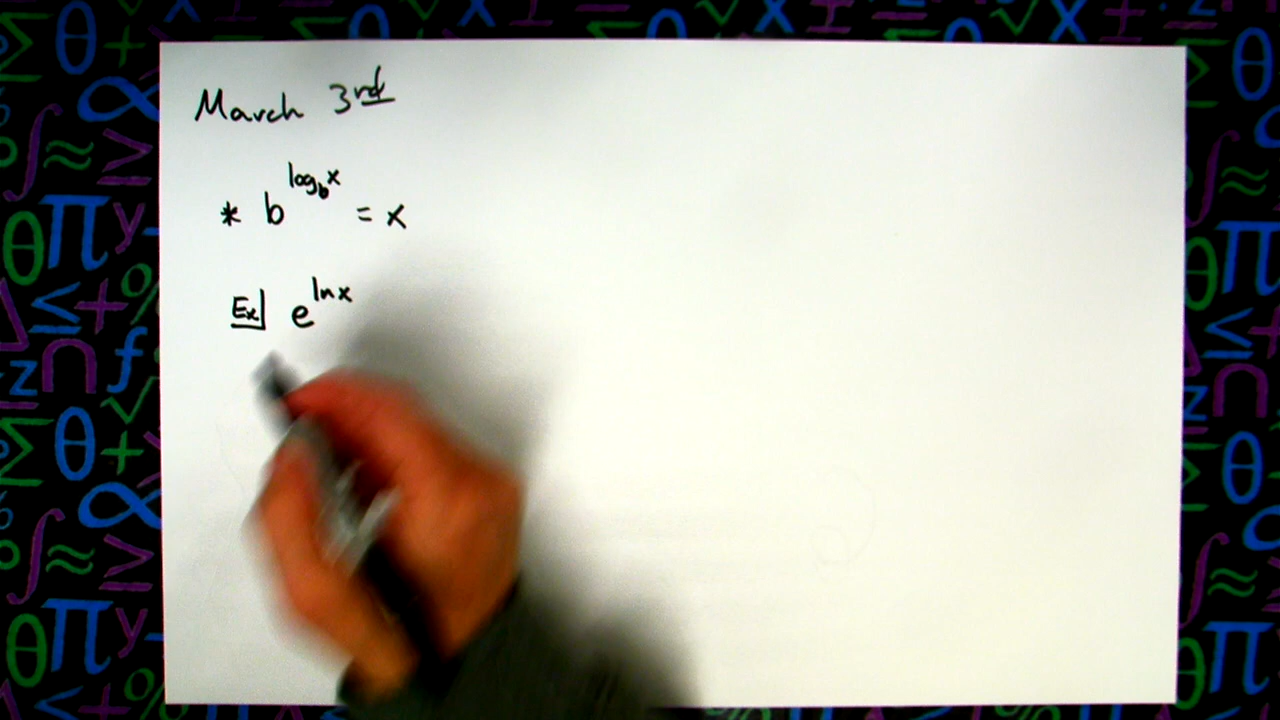 March 3rd
* b^{log_b x} = x
Ex] e^{ln x}